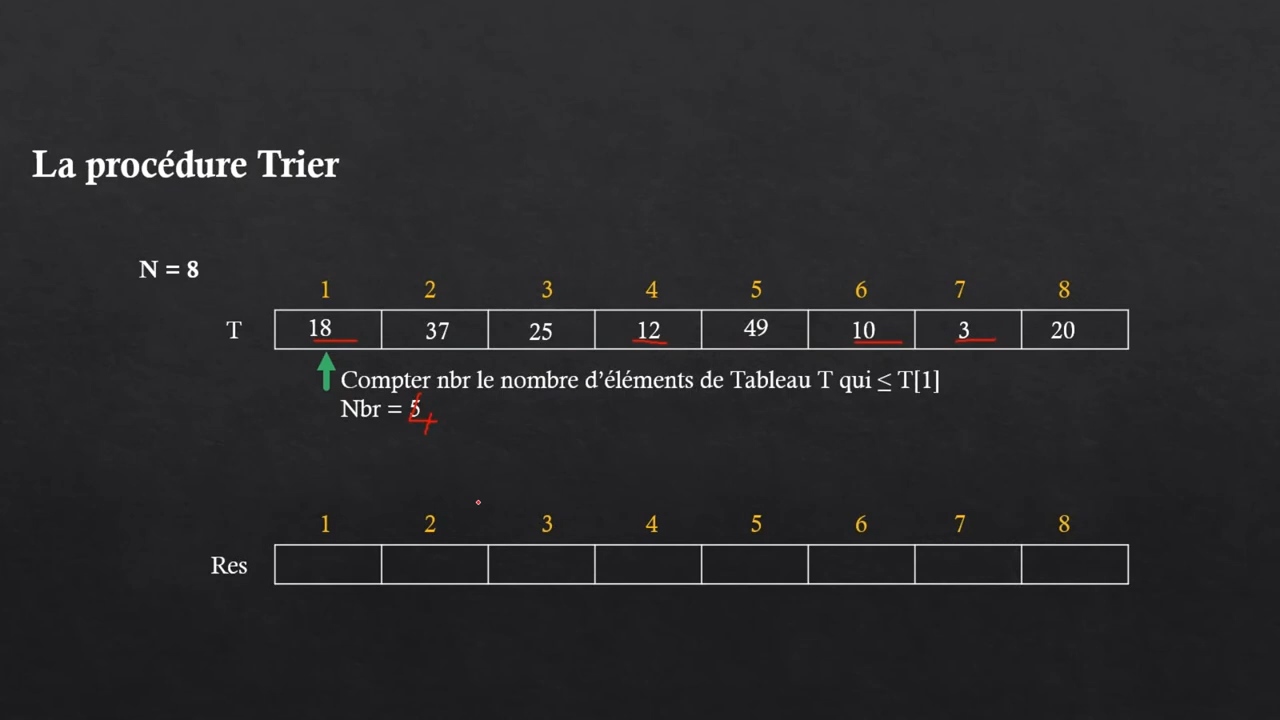 La procédure Trier
N = 8
1 2 3 4 5 6 7 8
T 18 37 25 12 49 10 3 20
Compter nbr le nombre d'éléments de Tableau T qui ≤ T[1]
Nbr = 5 4
1 2 3 4 5 6 7 8
Res